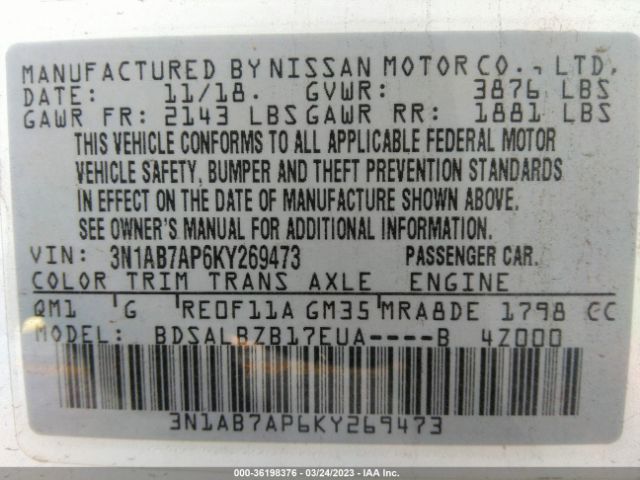 MANUFACTURED BY NISSAN MOTOR CO., LTD.
DATE: 11/18. GVWR: 3876 LBS
GAWR FR: 2143 LBS GAWR RR: 1881 LBS
THIS VEHICLE CONFORMS TO ALL APPLICABLE FEDERAL MOTOR
VEHICLE SAFETY, BUMPER AND THEFT PREVENTION STANDARDS
IN EFFECT ON THE DATE OF MANUFACTURE SHOWN ABOVE.
SEE OWNER'S MANUAL FOR ADDITIONAL INFORMATION.
VIN: 3N1AB7AP6KY269473 PASSENGER CAR.
COLOR TRIM TRANS AXLE ENGINE
QM1 G RE0F11A GM35 MRA8DE 1798 CC
MODEL: BDSALBZB17EUA----B 4Z000
3N1AB7AP6KY269473
000-36198376 - 03/24/2023 - IAA Inc.